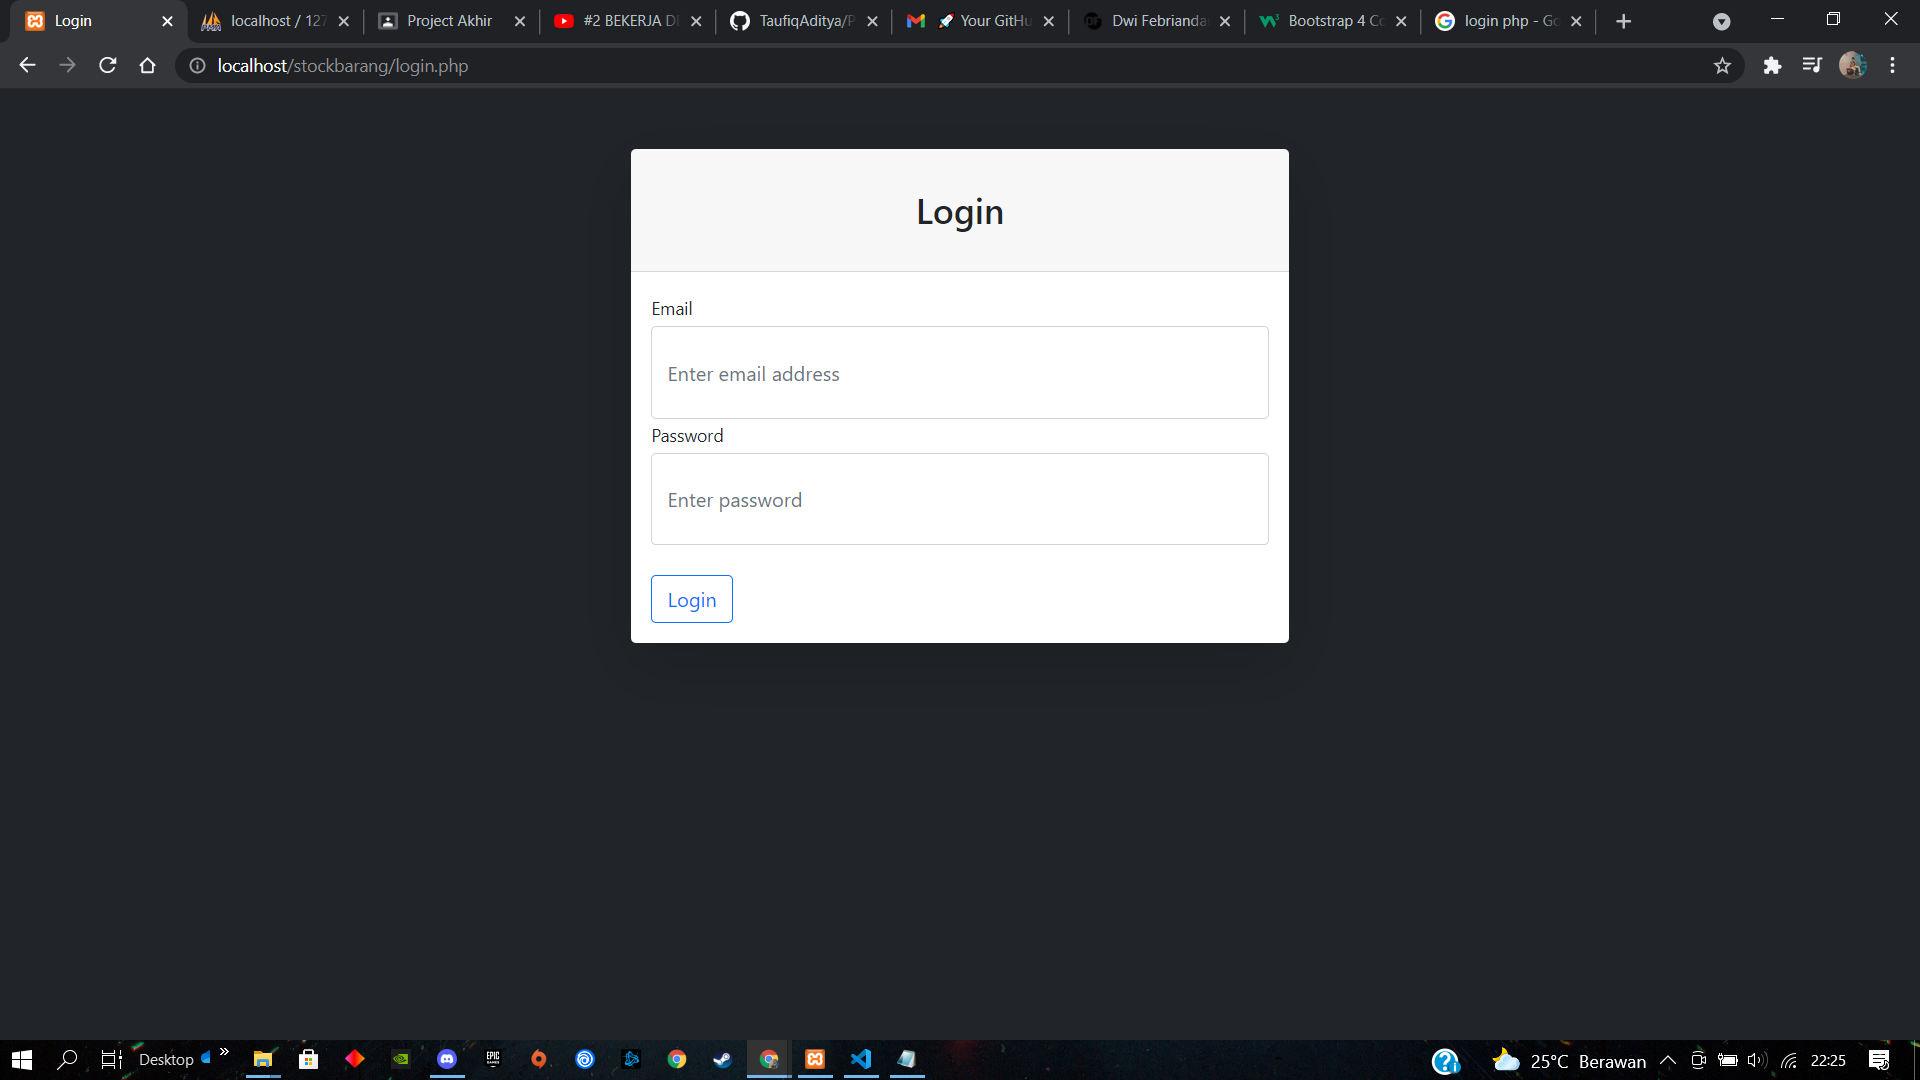 Login
localhost / 127
Project Akhir
#2 BEKERJA DE
TaufiqAditya/P
🚀 Your GitHu
Dwi Febrianda
Bootstrap 4 Co
login php - Go
localhost/stockbarang/login.php
Login
Email
Enter email address
Password
Enter password
Login
Desktop
25°C Berawan
22:25